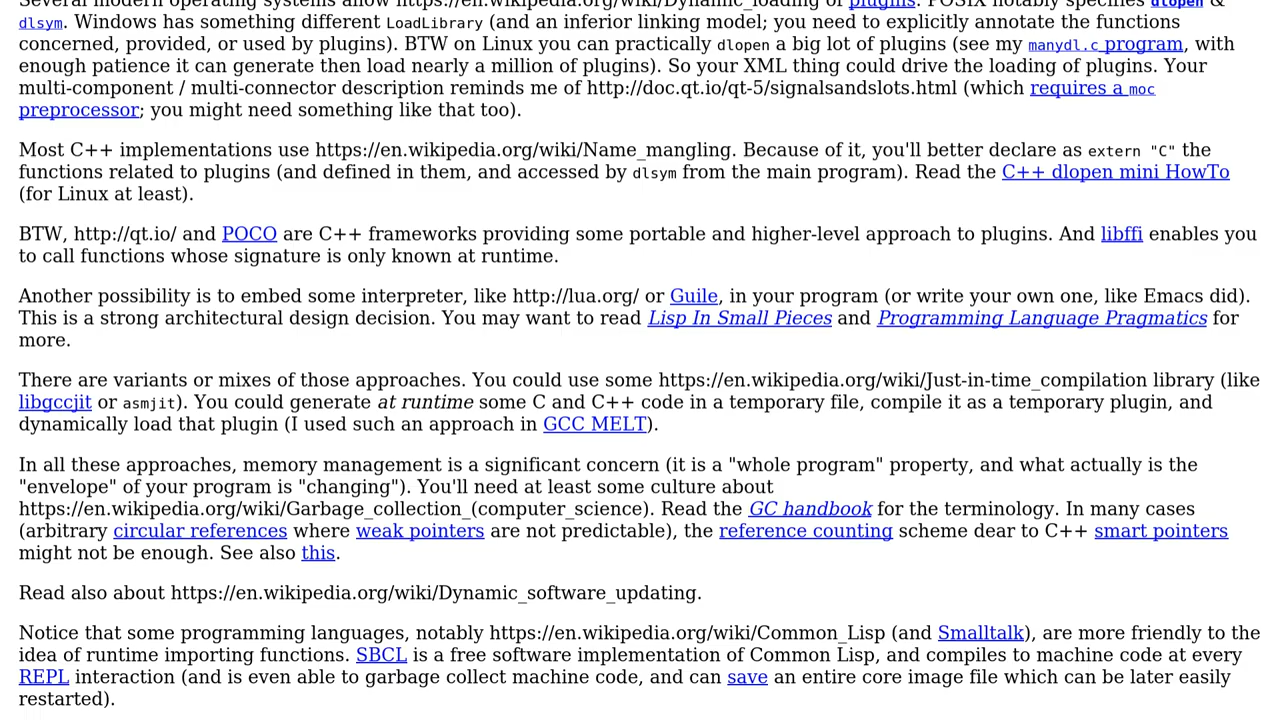 Several modern operating systems allow https://en.wikipedia.org/wiki/Dynamic_loading of plugins. POSIX notably specifies dlopen &
dlsym. Windows has something different LoadLibrary (and an inferior linking model; you need to explicitly annotate the functions
concerned, provided, or used by plugins). BTW on Linux you can practically dlopen a big lot of plugins (see my manydl.c program, with
enough patience it can generate then load nearly a million of plugins). So your XML thing could drive the loading of plugins. Your
multi-component / multi-connector description reminds me of http://doc.qt.io/qt-5/signalsandslots.html (which requires a moc
preprocessor; you might need something like that too).
Most C++ implementations use https://en.wikipedia.org/wiki/Name_mangling. Because of it, you'll better declare as extern "C" the
functions related to plugins (and defined in them, and accessed by dlsym from the main program). Read the C++ dlopen mini HowTo
(for Linux at least).
BTW, http://qt.io/ and POCO are C++ frameworks providing some portable and higher-level approach to plugins. And libffi enables you
to call functions whose signature is only known at runtime.
Another possibility is to embed some interpreter, like http://lua.org/ or Guile, in your program (or write your own one, like Emacs did).
This is a strong architectural design decision. You may want to read Lisp In Small Pieces and Programming Language Pragmatics for
more.
There are variants or mixes of those approaches. You could use some https://en.wikipedia.org/wiki/Just-in-time_compilation library (like
libgccjit or asmjit). You could generate at runtime some C and C++ code in a temporary file, compile it as a temporary plugin, and
dynamically load that plugin (I used such an approach in GCC MELT).
In all these approaches, memory management is a significant concern (it is a "whole program" property, and what actually is the
"envelope" of your program is "changing"). You'll need at least some culture about
https://en.wikipedia.org/wiki/Garbage_collection_(computer_science). Read the GC handbook for the terminology. In many cases
(arbitrary circular references where weak pointers are not predictable), the reference counting scheme dear to C++ smart pointers
might not be enough. See also this.
Read also about https://en.wikipedia.org/wiki/Dynamic_software_updating.
Notice that some programming languages, notably https://en.wikipedia.org/wiki/Common_Lisp (and Smalltalk), are more friendly to the
idea of runtime importing functions. SBCL is a free software implementation of Common Lisp, and compiles to machine code at every
REPL interaction (and is even able to garbage collect machine code, and can save an entire core image file which can be later easily
restarted).